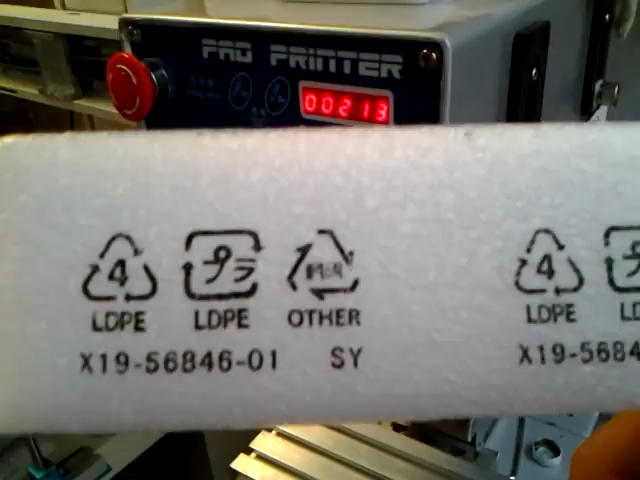 PAD PRINTER
00213
4 プラ
LDPE LDPE OTHER
X19-56846-01 SY
4
LDPE
X19-5684